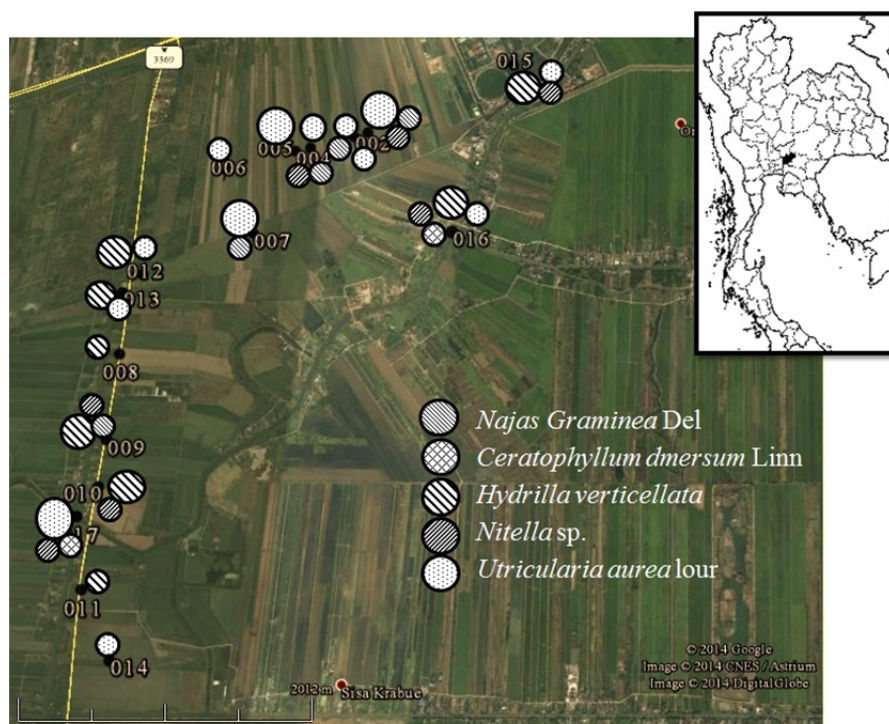 3369
015
002
005
004
006
007
016
012
013
008
009
010
17
011
014
Najas Graminea Del
Ceratophyllum dmersum Linn
Hydrilla verticellata
Nitella sp.
Utricularia aurea lour
© 2014 Google
Image © 2014 CNES / Astrium
Image © 2014 DigitalGlobe
2012 m
Sisa Krabue